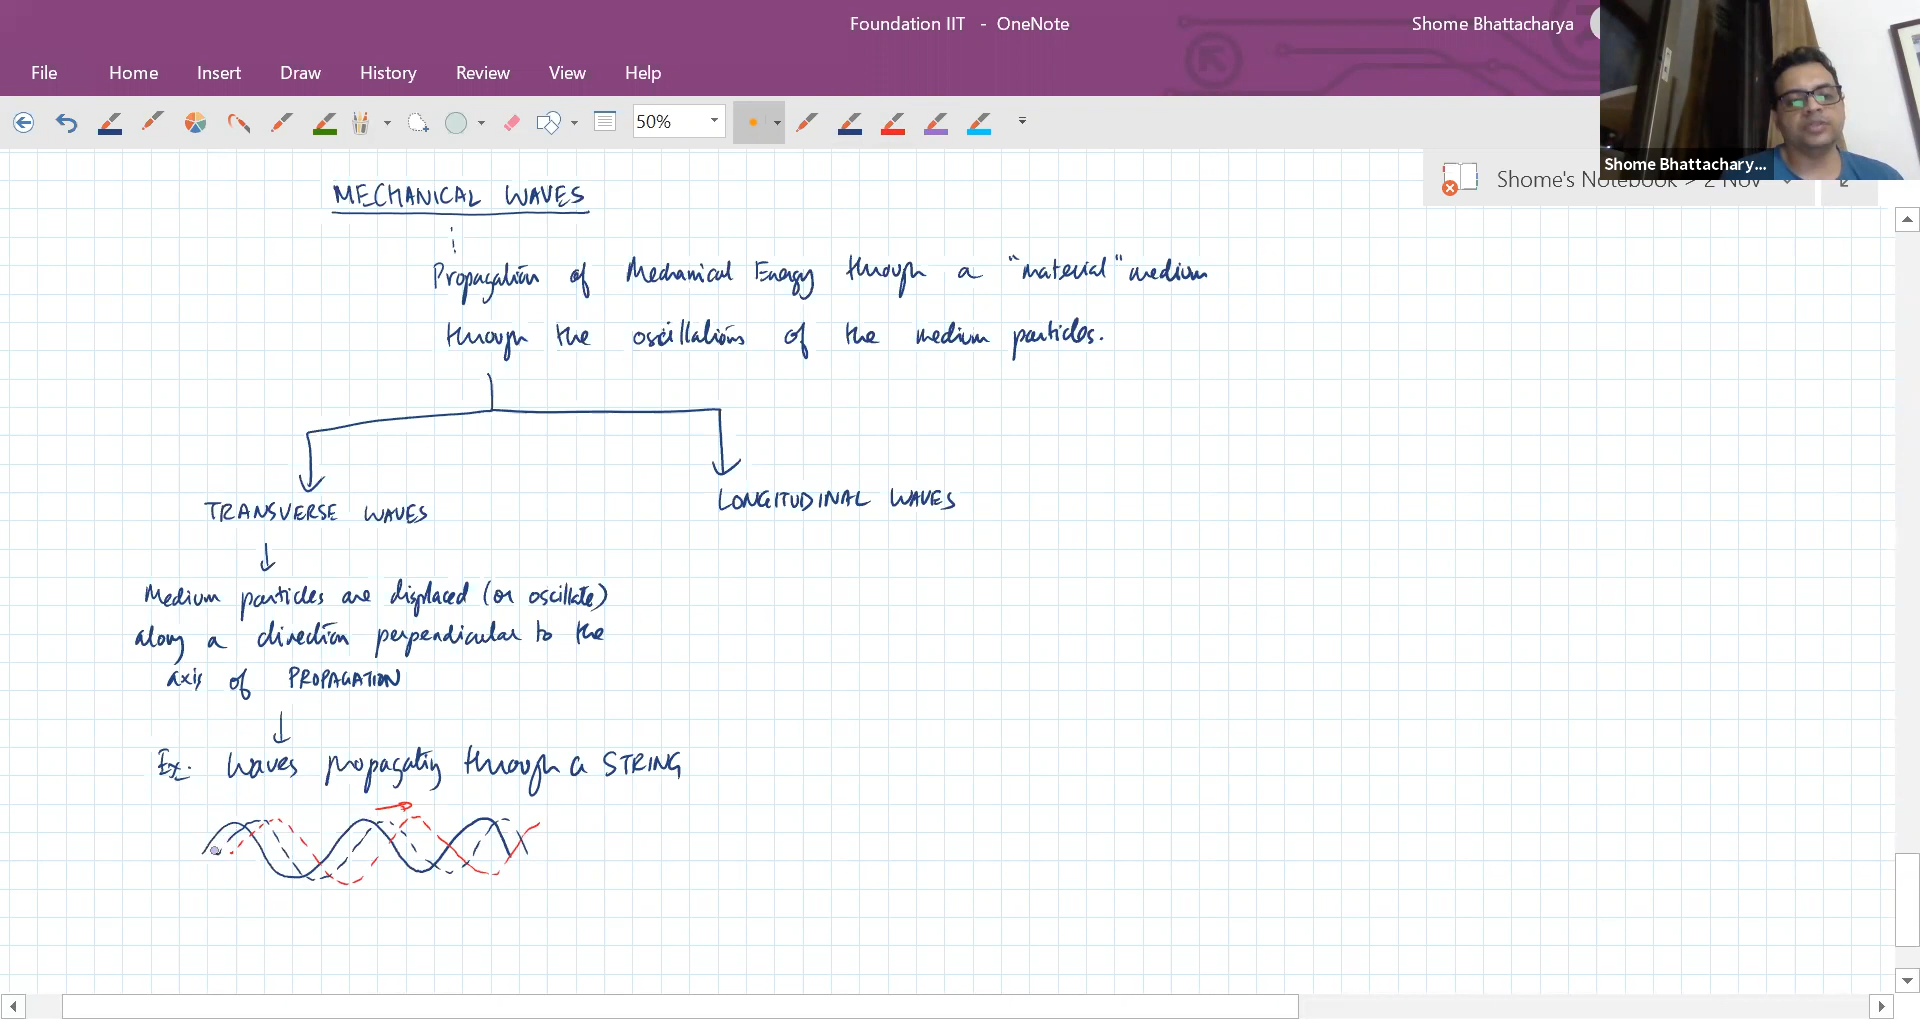 Foundation IIT - OneNote
Shome Bhattacharya
File Home Insert Draw History Review View Help
50%
Shome Bhattachary...
Shome's Notebook > 2 Nov
MECHANICAL WAVES
Propagation of Mechanical Energy through a "material" medium
through the oscillations of the medium particles.
TRANSVERSE WAVES
LONGITUDINAL WAVES
Medium particles are displaced (or oscillate)
along a direction perpendicular to the
axis of PROPAGATION
Ex. Waves propagating through a STRING